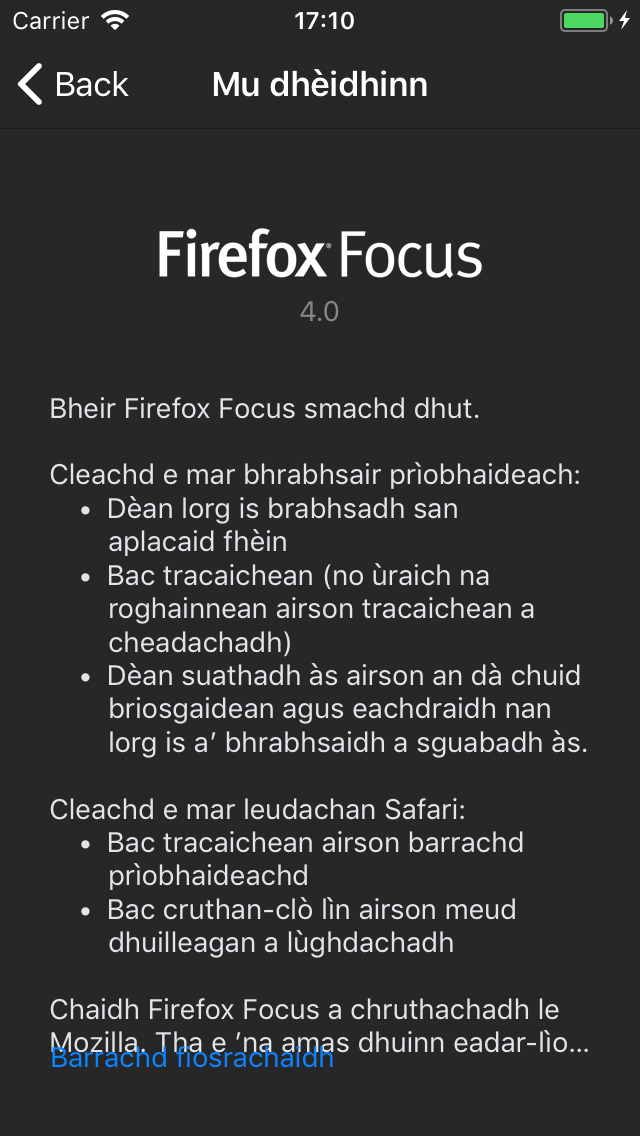 Carrier 17:10
Back Mu dhèidhinn
Firefox Focus
4.0
Bheir Firefox Focus smachd dhut.
Cleachd e mar bhrabhsair prìobhaideach:
• Dèan lorg is brabhsadh san
aplacaid fhèin
• Bac tracaichean (no ùraich na
roghainnean airson tracaichean a
cheadachadh)
• Dèan suathadh às airson an dà chuid
briosgaidean agus eachdraidh nan
lorg is a’ bhrabhsaidh a sguabadh às.
Cleachd e mar leudachan Safari:
• Bac tracaichean airson barrachd
prìobhaideachd
• Bac cruthan-clò lìn airson meud
dhuilleagan a lùghdachadh
Chaidh Firefox Focus a chruthachadh le
Mozilla. Tha e ’na amas dhuinn eadar-lìo…
Barrachd fiosrachaidh